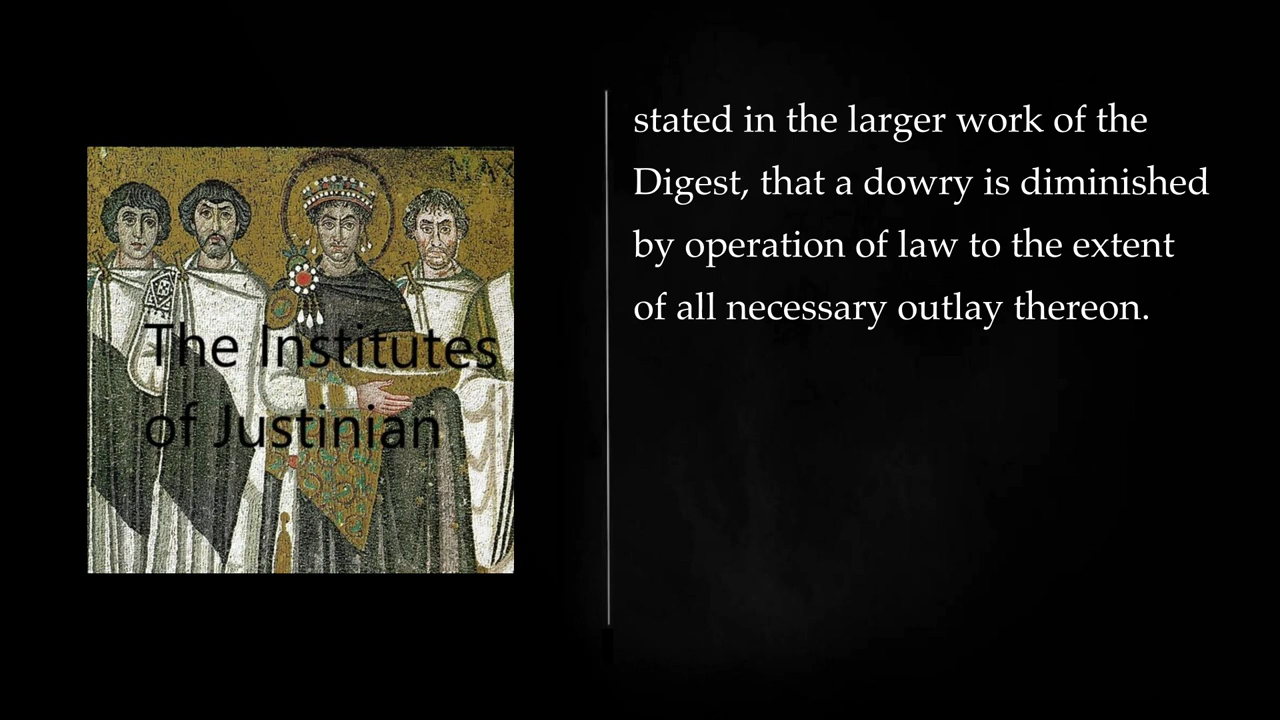 The Institutes
of Justinian
stated in the larger work of the
Digest, that a dowry is diminished
by operation of law to the extent
of all necessary outlay thereon.